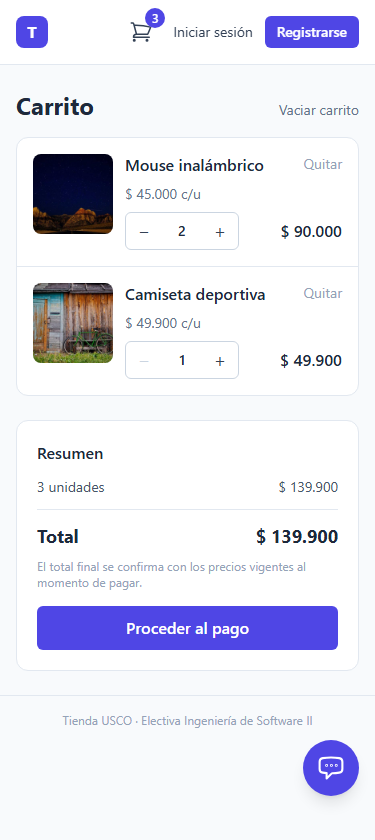 T
3
Iniciar sesión
Registrarse
Carrito
Vaciar carrito
Mouse inalámbrico
Quitar
$ 45.000 c/u
− 2 +
$ 90.000
Camiseta deportiva
Quitar
$ 49.900 c/u
− 1 +
$ 49.900
Resumen
3 unidades
$ 139.900
Total
$ 139.900
El total final se confirma con los precios vigentes al
momento de pagar.
Proceder al pago
Tienda USCO · Electiva Ingeniería de Software II